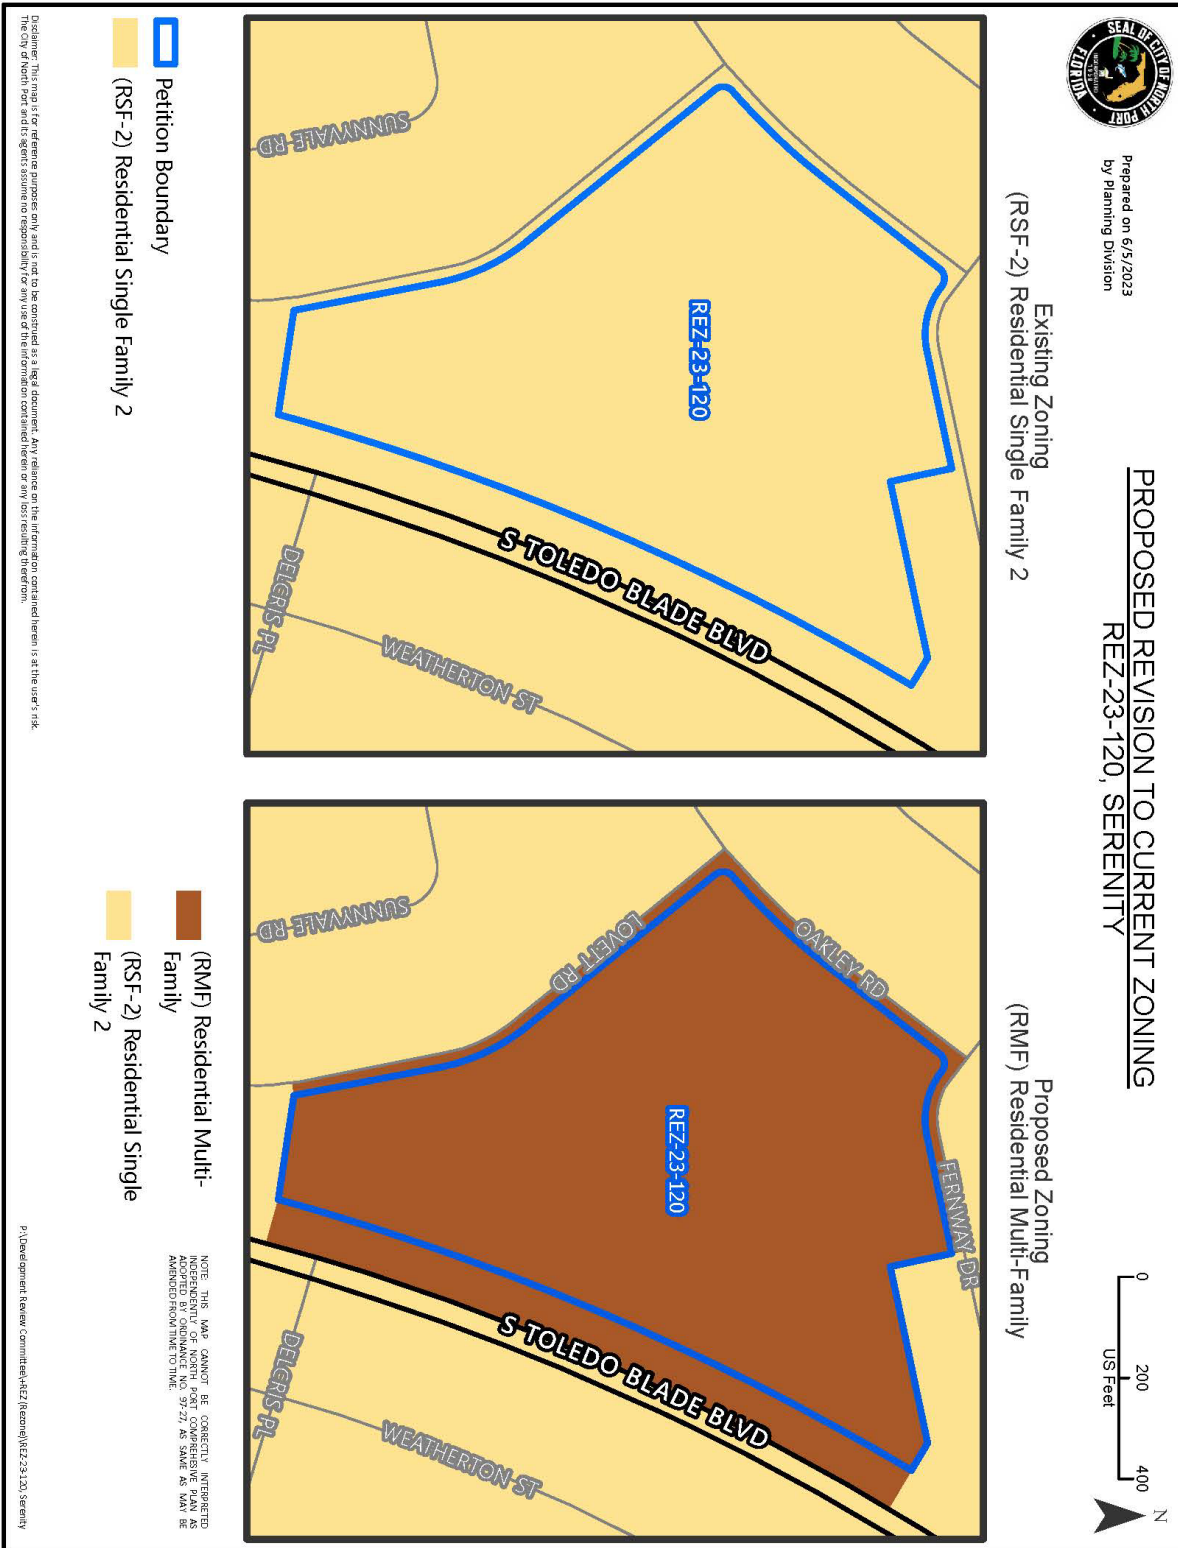 SEAL OF CITY OF NORTH PORT
FLORIDA
Prepared on 6/5/2023
by Planning Division
PROPOSED REVISION TO CURRENT ZONING
REZ-23-120, SERENITY
0 200 400
US Feet
N
Existing Zoning
(RSF-2) Residential Single Family 2
REZ-23-120
S TOLEDO BLADE BLVD
SUNNYVALE RD
DELGRIS PL
WEATHERTON ST
Proposed Zoning
(RMF) Residential Multi-Family
OAKLEY RD
FERNWAY DR
LOVETT RD
REZ-23-120
S TOLEDO BLADE BLVD
SUNNYVALE RD
DELGRIS PL
WEATHERTON ST
Petition Boundary
(RSF-2) Residential Single Family 2
(RMF) Residential Multi-
Family
(RSF-2) Residential Single
Family 2
NOTE: THIS MAP CANNOT BE CORRECTLY INTERPRETED
INDEPENDENTLY OF NORTH PORT COMPREHESIVE PLAN AS
ADOPTED BY ORDINANCE NO. 97-27, AS SAME AS MAY BE
AMENDED FROM TIME TO TIME.
Disclaimer: This map is for reference purposes only and is not to be construed as a legal document. Any reliance on the information contained herein is at the user's risk.
The City of North Port and its agents assume no responsibility for any use of the information contained herein or any loss resulting therefrom.
P:\Development Review Committee\+REZ (Rezone)\REZ-23-120, Serenity